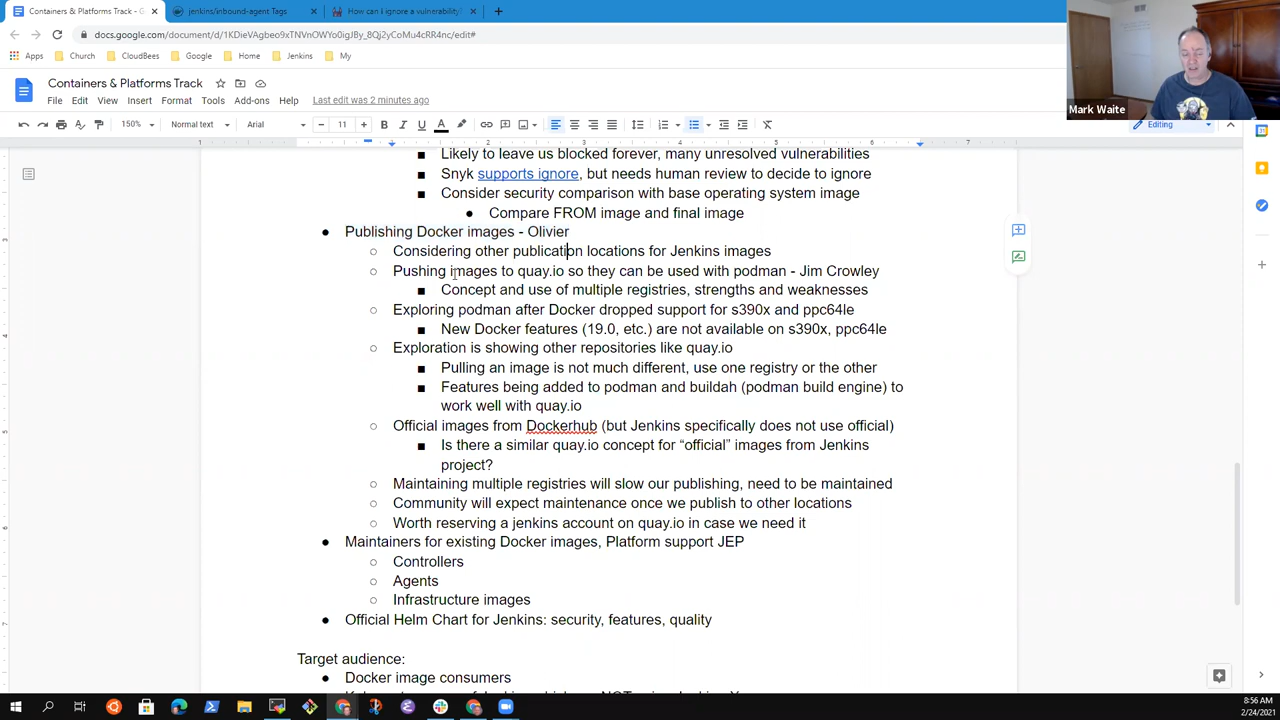 Containers & Platforms Track - G
jenkins/inbound-agent Tags
How can I ignore a vulnerability?
docs.google.com/document/d/1KDieVAgbeo9xTNVnOWYo0igJ8y_8Qj2yCoMu4cRR4nc/edit#
Apps
Church
CloudBees
Google
Home
Jenkins
My
Mark Waite
Containers & Platforms Track
File Edit View Insert Format Tools Add-ons Help Last edit was 2 minutes ago
150% Normal text Arial 11 B I U A Editing
1 1 2 3 4 5 6 7
Likely to leave us blocked forever, many unresolved vulnerabilities
Snyk supports ignore, but needs human review to decide to ignore
Consider security comparison with base operating system image
Compare FROM image and final image
Publishing Docker images - Olivier
Considering other publication locations for Jenkins images
Pushing images to quay.io so they can be used with podman - Jim Crowley
Concept and use of multiple registries, strengths and weaknesses
Exploring podman after Docker dropped support for s390x and ppc64le
New Docker features (19.0, etc.) are not available on s390x, ppc64le
Exploration is showing other repositories like quay.io
Pulling an image is not much different, use one registry or the other
Features being added to podman and buildah (podman build engine) to
work well with quay.io
Official images from Dockerhub (but Jenkins specifically does not use official)
Is there a similar quay.io concept for “official” images from Jenkins
project?
Maintaining multiple registries will slow our publishing, need to be maintained
Community will expect maintenance once we publish to other locations
Worth reserving a jenkins account on quay.io in case we need it
Maintainers for existing Docker images, Platform support JEP
Controllers
Agents
Infrastructure images
Official Helm Chart for Jenkins: security, features, quality
Target audience:
Docker image consumers
8:56 AM
2/24/2021